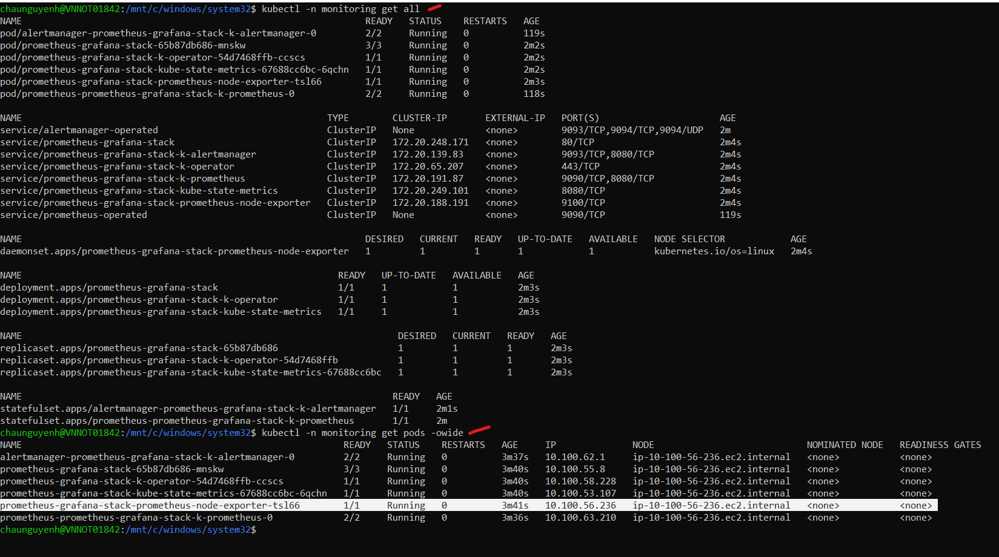 chaunguyenh@VNNOT01842:/mnt/c/windows/system32$ kubectl -n monitoring get all
NAME READY STATUS RESTARTS AGE
pod/alertmanager-prometheus-grafana-stack-k-alertmanager-0 2/2 Running 0 119s
pod/prometheus-grafana-stack-65b87db686-mnskw 3/3 Running 0 2m2s
pod/prometheus-grafana-stack-k-operator-54d7468ffb-ccscs 1/1 Running 0 2m2s
pod/prometheus-grafana-stack-kube-state-metrics-67688cc6bc-6qchn 1/1 Running 0 2m2s
pod/prometheus-grafana-stack-prometheus-node-exporter-tsl66 1/1 Running 0 2m3s
pod/prometheus-prometheus-grafana-stack-k-prometheus-0 2/2 Running 0 118s
NAME TYPE CLUSTER-IP EXTERNAL-IP PORT(S) AGE
service/alertmanager-operated ClusterIP None <none> 9093/TCP,9094/TCP,9094/UDP 2m
service/prometheus-grafana-stack ClusterIP 172.20.248.171 <none> 80/TCP 2m4s
service/prometheus-grafana-stack-k-alertmanager ClusterIP 172.20.139.83 <none> 9093/TCP,8080/TCP 2m4s
service/prometheus-grafana-stack-k-operator ClusterIP 172.20.65.207 <none> 443/TCP 2m4s
service/prometheus-grafana-stack-k-prometheus ClusterIP 172.20.191.87 <none> 9090/TCP,8080/TCP 2m4s
service/prometheus-grafana-stack-kube-state-metrics ClusterIP 172.20.249.101 <none> 8080/TCP 2m4s
service/prometheus-grafana-stack-prometheus-node-exporter ClusterIP 172.20.188.191 <none> 9100/TCP 2m4s
service/prometheus-operated ClusterIP None <none> 9090/TCP 119s
NAME DESIRED CURRENT READY UP-TO-DATE AVAILABLE NODE SELECTOR AGE
daemonset.apps/prometheus-grafana-stack-prometheus-node-exporter 1 1 1 1 1 kubernetes.io/os=linux 2m4s
NAME READY UP-TO-DATE AVAILABLE AGE
deployment.apps/prometheus-grafana-stack 1/1 1 1 2m3s
deployment.apps/prometheus-grafana-stack-k-operator 1/1 1 1 2m3s
deployment.apps/prometheus-grafana-stack-kube-state-metrics 1/1 1 1 2m3s
NAME DESIRED CURRENT READY AGE
replicaset.apps/prometheus-grafana-stack-65b87db686 1 1 1 2m3s
replicaset.apps/prometheus-grafana-stack-k-operator-54d7468ffb 1 1 1 2m3s
replicaset.apps/prometheus-grafana-stack-kube-state-metrics-67688cc6bc 1 1 1 2m3s
NAME READY AGE
statefulset.apps/alertmanager-prometheus-grafana-stack-k-alertmanager 1/1 2m1s
statefulset.apps/prometheus-prometheus-grafana-stack-k-prometheus 1/1 2m
chaunguyenh@VNNOT01842:/mnt/c/windows/system32$ kubectl -n monitoring get pods -owide
NAME READY STATUS RESTARTS AGE IP NODE NOMINATED NODE READINESS GATES
alertmanager-prometheus-grafana-stack-k-alertmanager-0 2/2 Running 0 3m37s 10.100.62.1 ip-10-100-56-236.ec2.internal <none> <none>
prometheus-grafana-stack-65b87db686-mnskw 3/3 Running 0 3m40s 10.100.55.8 ip-10-100-56-236.ec2.internal <none> <none>
prometheus-grafana-stack-k-operator-54d7468ffb-ccscs 1/1 Running 0 3m40s 10.100.58.228 ip-10-100-56-236.ec2.internal <none> <none>
prometheus-grafana-stack-kube-state-metrics-67688cc6bc-6qchn 1/1 Running 0 3m40s 10.100.53.107 ip-10-100-56-236.ec2.internal <none> <none>
prometheus-grafana-stack-prometheus-node-exporter-tsl66 1/1 Running 0 3m41s 10.100.56.236 ip-10-100-56-236.ec2.internal <none> <none>
prometheus-prometheus-grafana-stack-k-prometheus-0 2/2 Running 0 3m36s 10.100.63.210 ip-10-100-56-236.ec2.internal <none> <none>
chaunguyenh@VNNOT01842:/mnt/c/windows/system32$